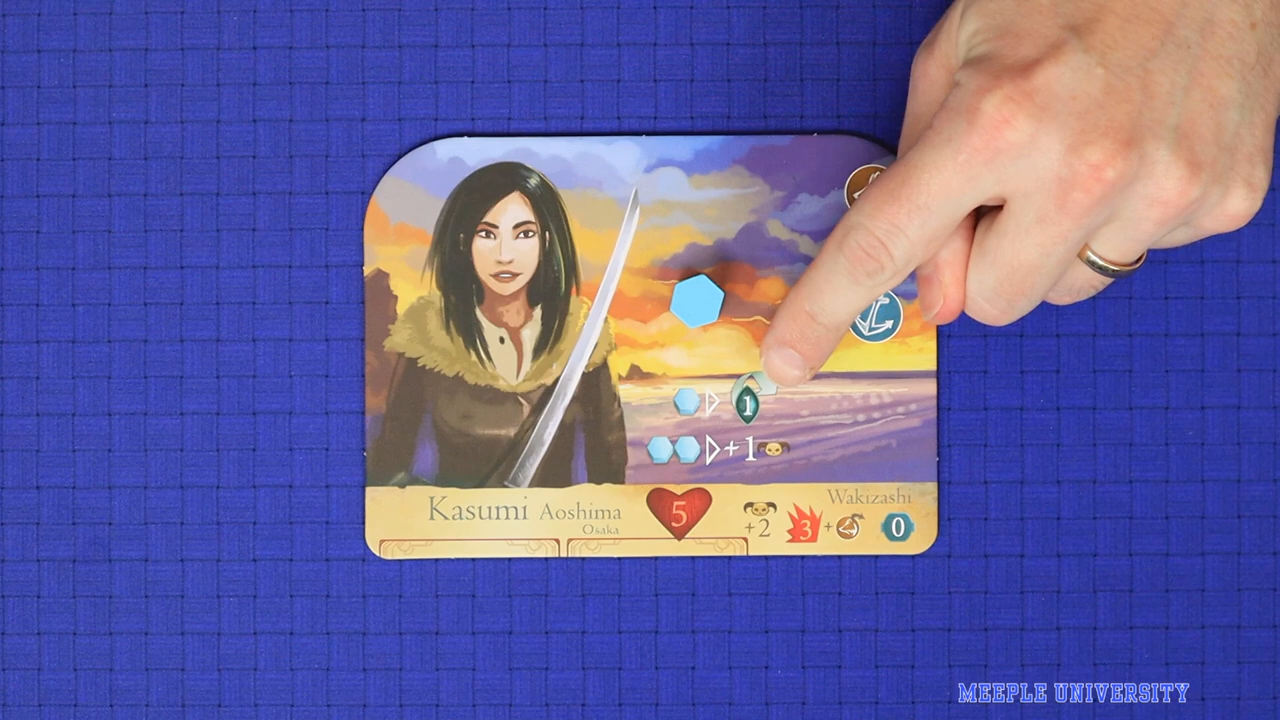 1
+1
Kasumi Aoshima
Osaka
5
+2
3
+
Wakizashi
0
MEEPLE UNIVERSITY